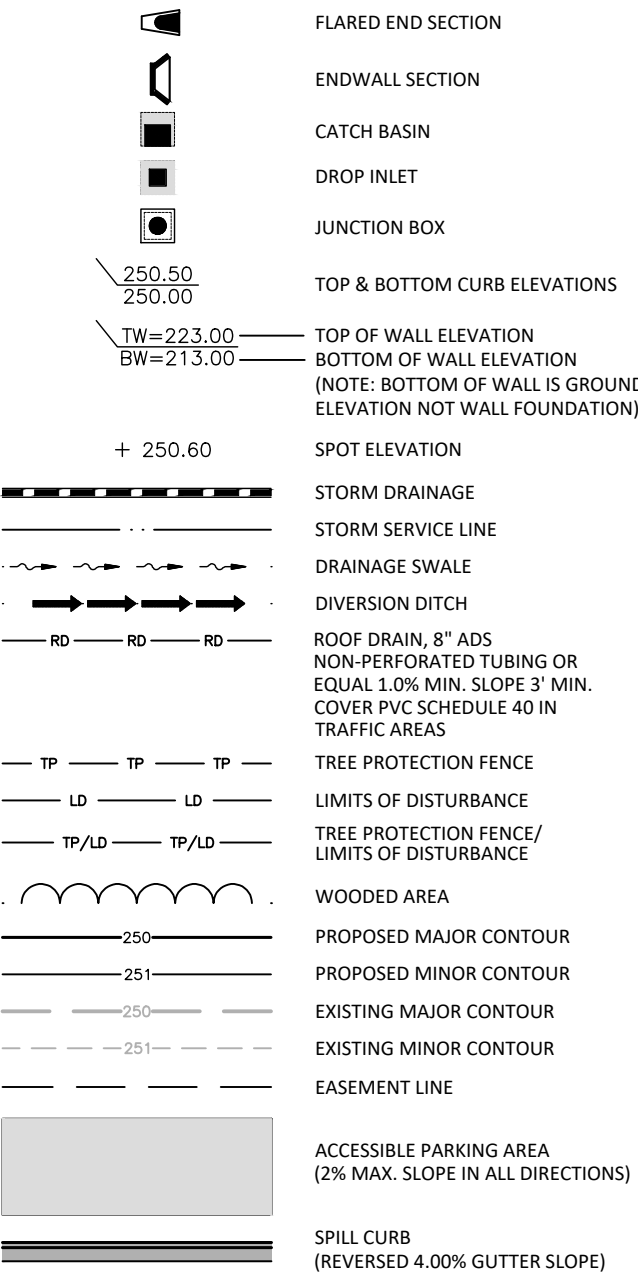 FLARED END SECTION
ENDWALL SECTION
CATCH BASIN
DROP INLET
JUNCTION BOX
250.50
250.00
TOP & BOTTOM CURB ELEVATIONS
TW=223.00 TOP OF WALL ELEVATION
BW=213.00 BOTTOM OF WALL ELEVATION
(NOTE: BOTTOM OF WALL IS GROUND
ELEVATION NOT WALL FOUNDATION)
+ 250.60 SPOT ELEVATION
STORM DRAINAGE
STORM SERVICE LINE
DRAINAGE SWALE
DIVERSION DITCH
RD RD RD ROOF DRAIN, 8" ADS
NON-PERFORATED TUBING OR
EQUAL 1.0% MIN. SLOPE 3' MIN.
COVER PVC SCHEDULE 40 IN
TRAFFIC AREAS
TP TP TP TREE PROTECTION FENCE
LD LD LIMITS OF DISTURBANCE
TP/LD TP/LD TREE PROTECTION FENCE/
LIMITS OF DISTURBANCE
WOODED AREA
250 PROPOSED MAJOR CONTOUR
251 PROPOSED MINOR CONTOUR
250 EXISTING MAJOR CONTOUR
251 EXISTING MINOR CONTOUR
EASEMENT LINE
ACCESSIBLE PARKING AREA
(2% MAX. SLOPE IN ALL DIRECTIONS)
SPILL CURB
(REVERSED 4.00% GUTTER SLOPE)